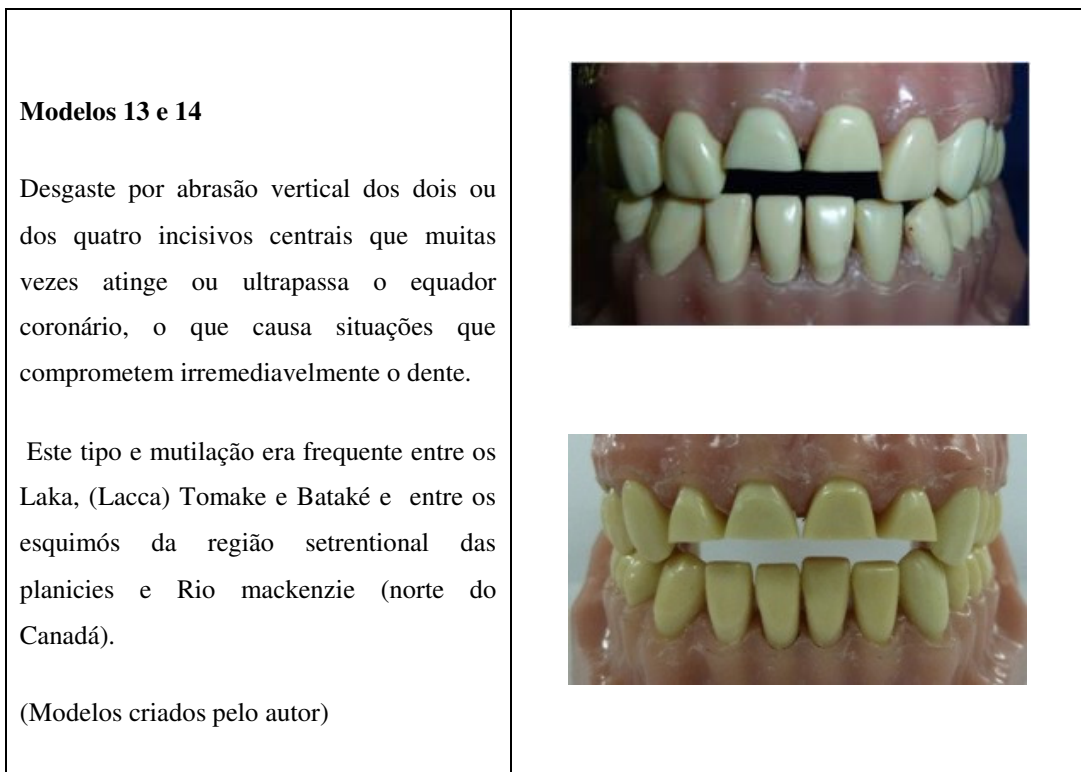 Modelos 13 e 14
Desgaste por abrasão vertical dos dois ou
dos quatro incisivos centrais que muitas
vezes atinge ou ultrapassa o equador
coronário, o que causa situações que
comprometem irremediavelmente o dente.
Este tipo e mutilação era frequente entre os
Laka, (Lacca) Tomake e Bataké e entre os
esquimós da região setrentional das
planicies e Rio mackenzie (norte do
Canadá).
(Modelos criados pelo autor)